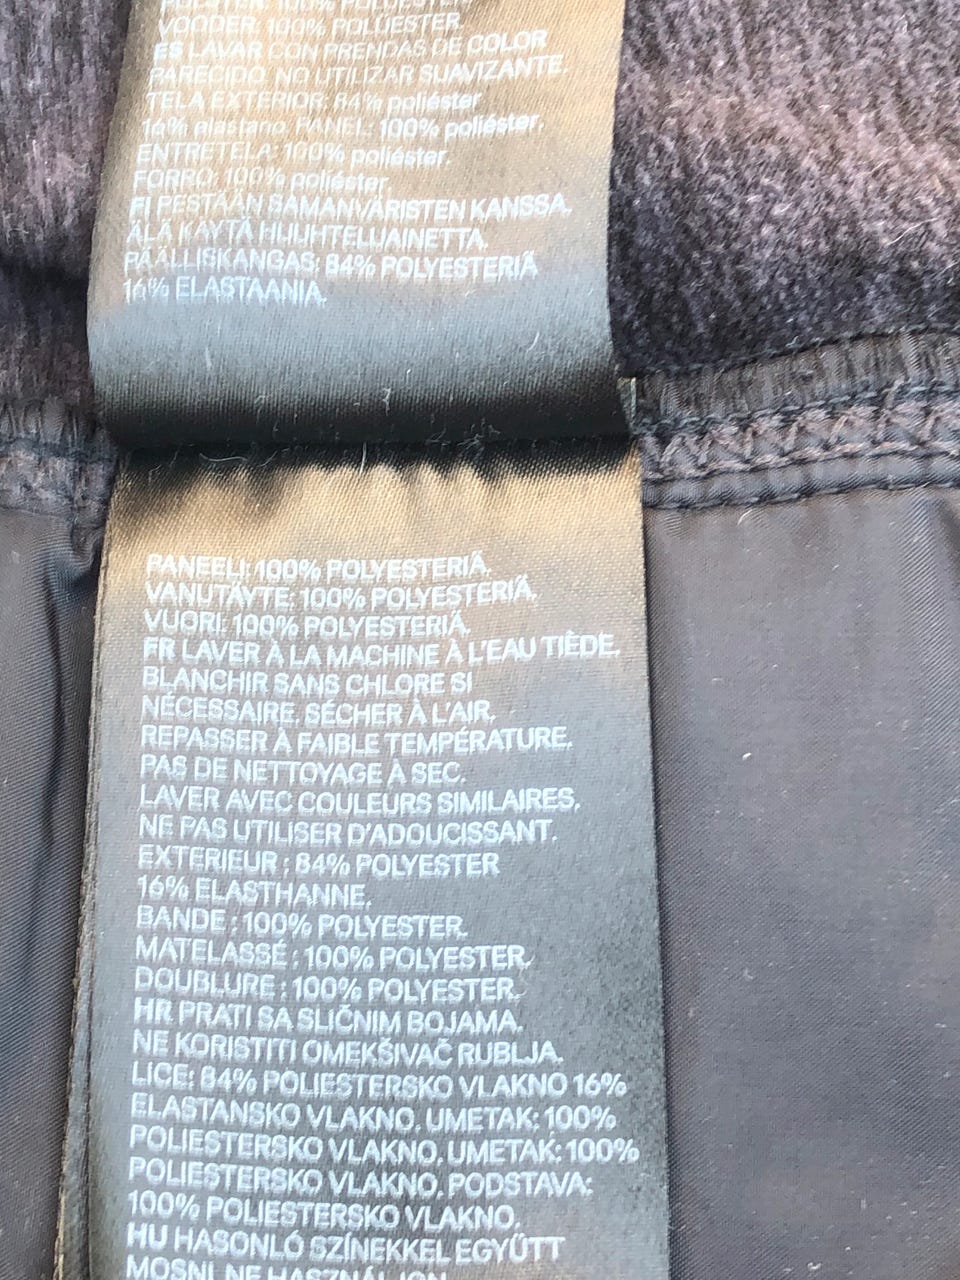 POLSTER: 100% POLYESTER.
VOODER: 100% POLÜESTER.
ES LAVAR CON PRENDAS DE COLOR
PARECIDO. NO UTILIZAR SUAVIZANTE.
TELA EXTERIOR: 84% poliéster
16% elastano. PANEL: 100% poliéster.
ENTRETELA: 100% poliéster.
FORRO: 100% poliéster.
FI PESTÄÄN SAMANVÄRISTEN KANSSA.
ÄLÄ KÄYTÄ HUUHTELUAINETTA.
PÄÄLLISKANGAS: 84% POLYESTERIÄ
16% ELASTAANIA.
PANEELI: 100% POLYESTERIÄ.
VANUTÄYTE: 100% POLYESTERIÄ.
VUORI: 100% POLYESTERIÄ.
FR LAVER À LA MACHINE À L'EAU TIÈDE.
BLANCHIR SANS CHLORE SI
NÉCESSAIRE. SÉCHER À L'AIR.
REPASSER À FAIBLE TEMPÉRATURE.
PAS DE NETTOYAGE À SEC.
LAVER AVEC COULEURS SIMILAIRES.
NE PAS UTILISER D'ADOUCISSANT.
EXTERIEUR : 84% POLYESTER
16% ELASTHANNE.
BANDE : 100% POLYESTER.
MATELASSÉ : 100% POLYESTER.
DOUBLURE : 100% POLYESTER.
HR PRATI SA SLIČNIM BOJAMA.
NE KORISTITI OMEKŠIVAČ RUBLJA.
LICE: 84% POLIESTERSKO VLAKNO 16%
ELASTANSKO VLAKNO. UMETAK: 100%
POLIESTERSKO VLAKNO. UMETAK: 100%
POLIESTERSKO VLAKNO. PODSTAVA:
100% POLIESTERSKO VLAKNO.
HU HASONLÓ SZÍNEKKEL EGYÜTT
MOSNI. NE HASZNÁLJON